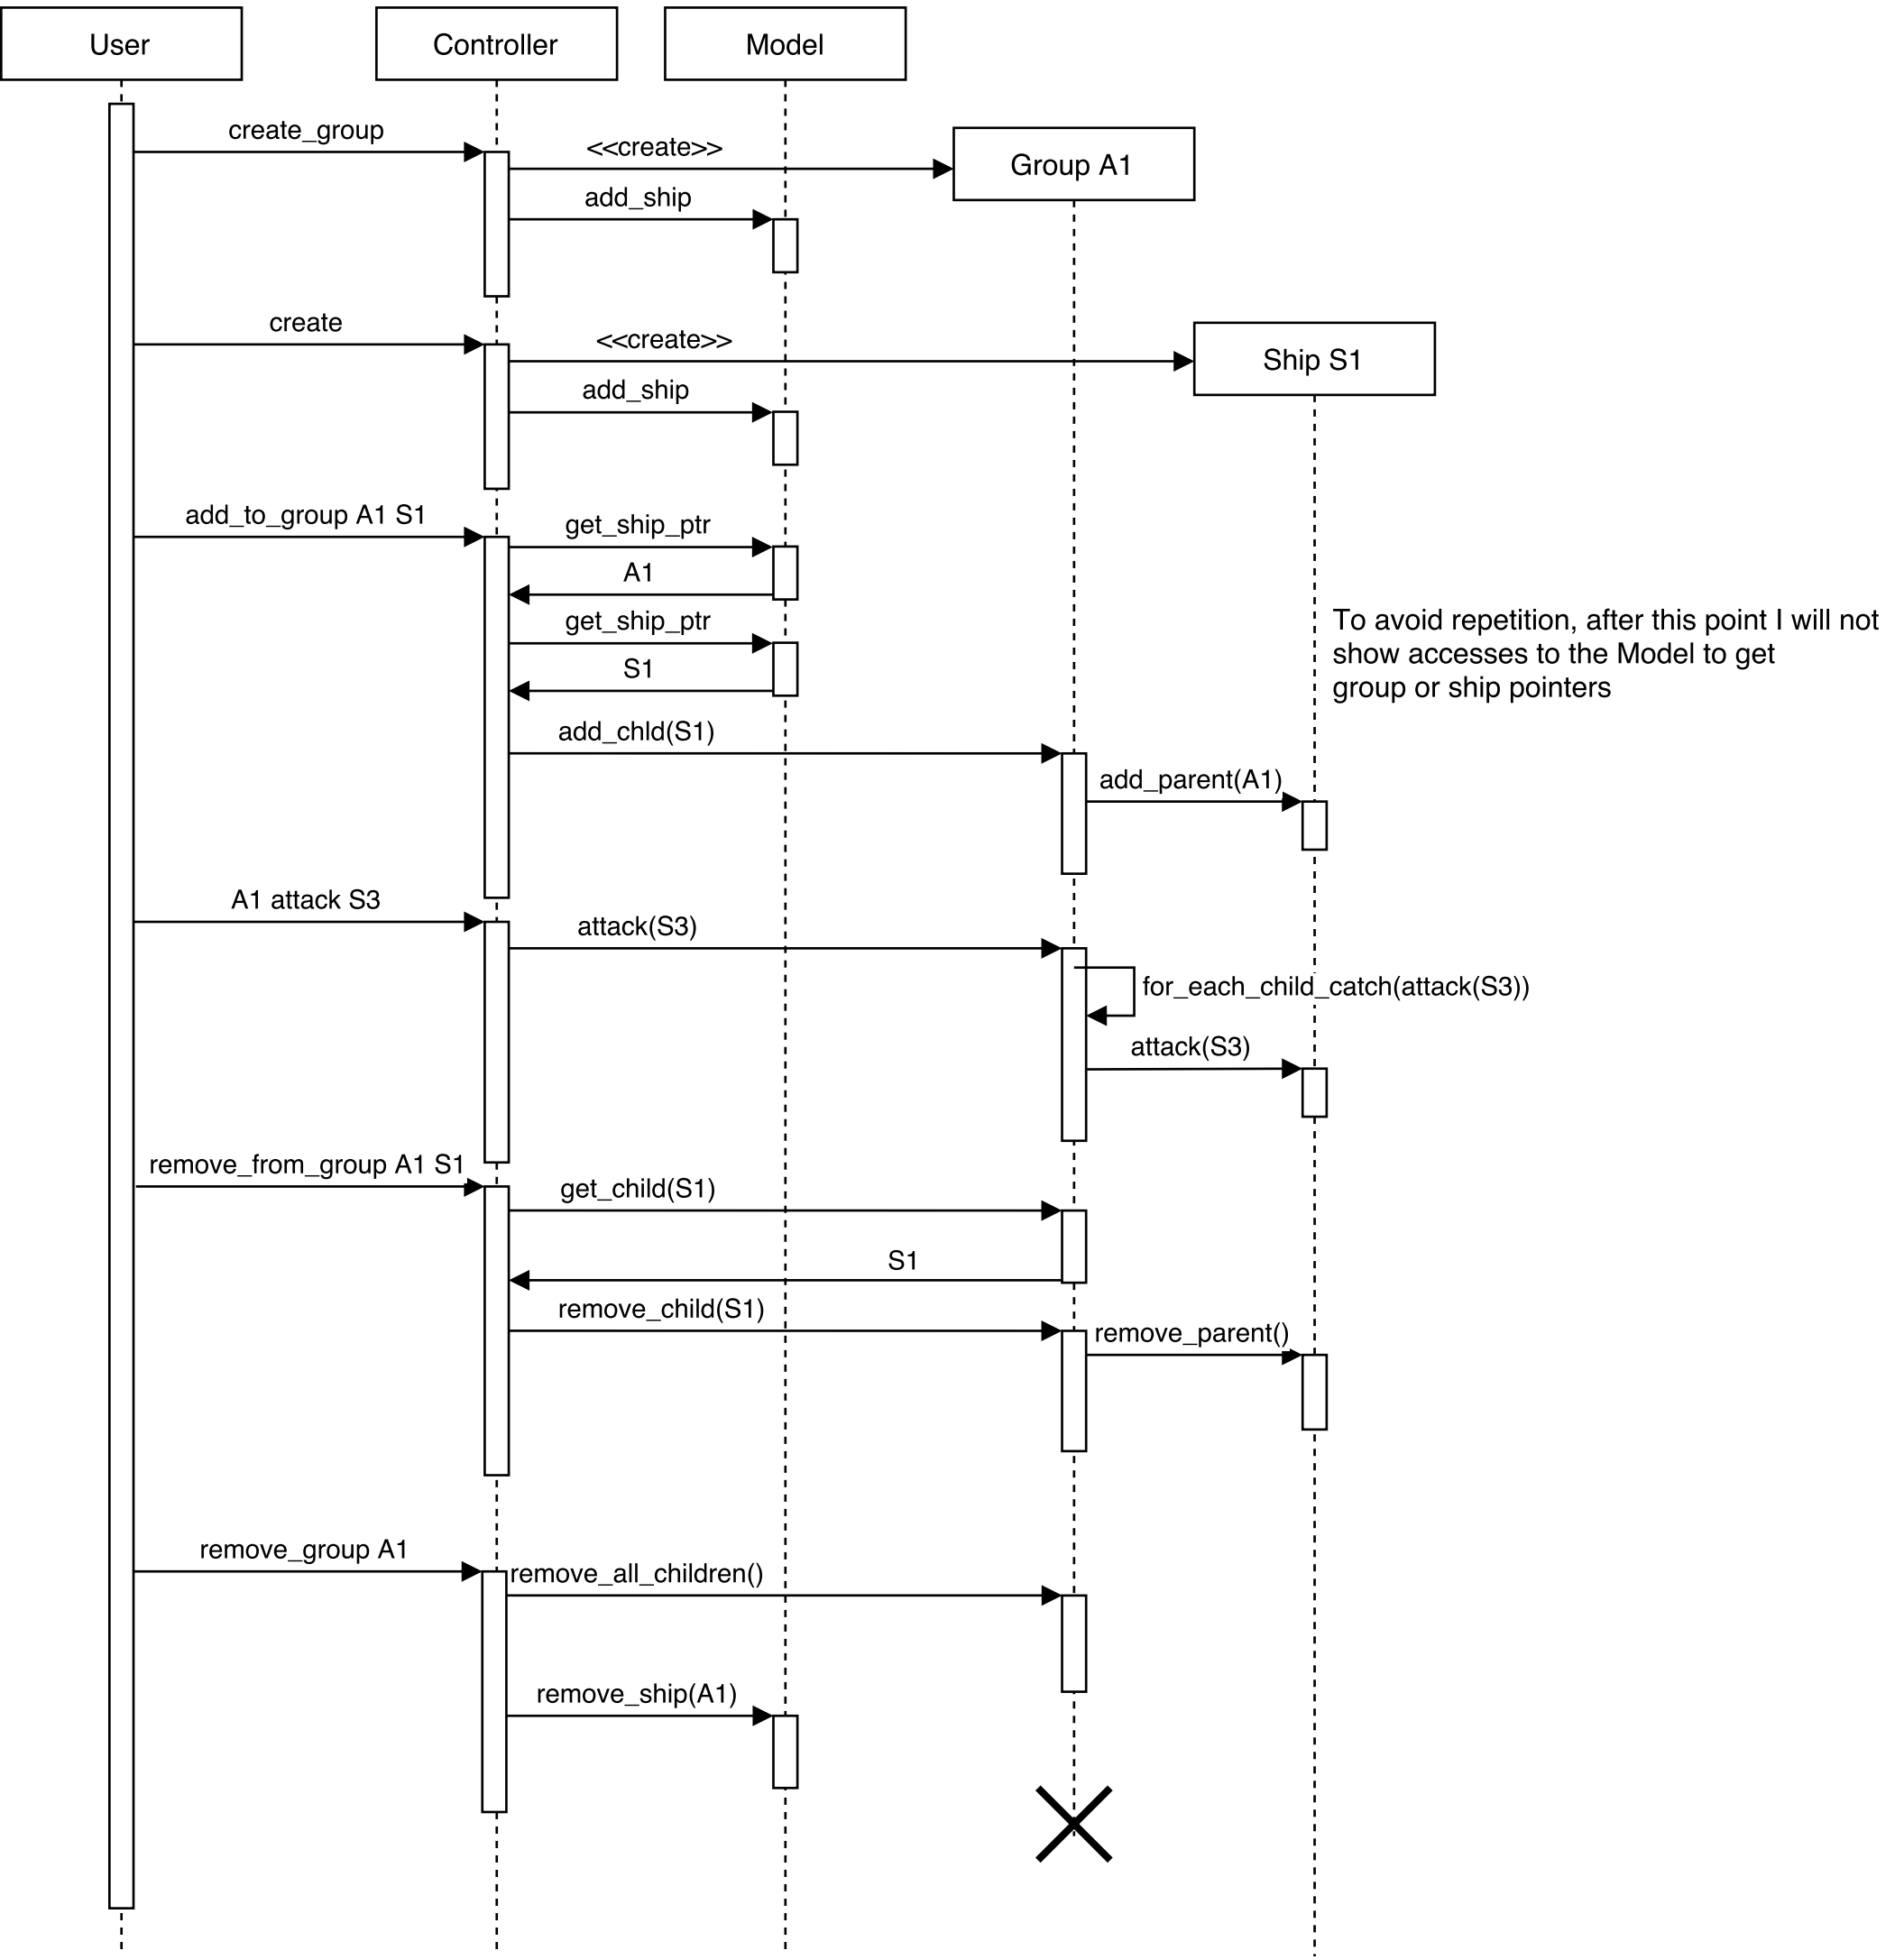 User
Controller
Model
create_group
<<create>>
Group A1
add_ship
create
<<create>>
Ship S1
add_ship
add_to_group A1 S1
get_ship_ptr
A1
get_ship_ptr
S1
To avoid repetition, after this point I will not
show accesses to the Model to get
group or ship pointers
add_chld(S1)
add_parent(A1)
A1 attack S3
attack(S3)
for_each_child_catch(attack(S3))
attack(S3)
remove_from_group A1 S1
get_child(S1)
S1
remove_child(S1)
remove_parent()
remove_group A1
remove_all_children()
remove_ship(A1)